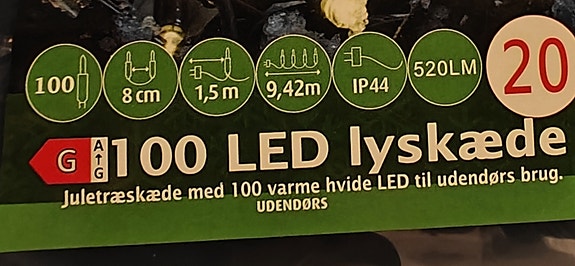 100 8 cm 1,5 m 9,42m IP44 520LM 20
G A↑G 100 LED lyskæde
Juletræskæde med 100 varme hvide LED til udendørs brug.
UDENDØRS